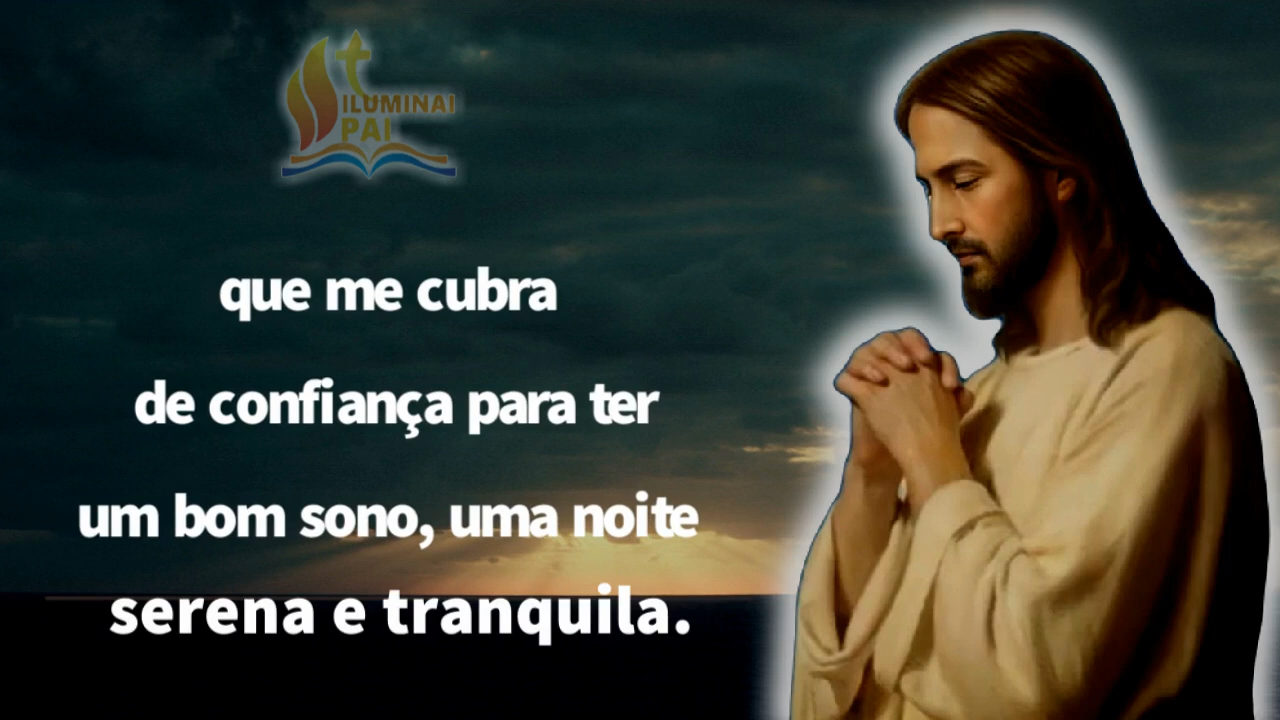 ILUMINAI
PAI
que me cubra
de confiança para ter
um bom sono, uma noite
serena e tranquila.